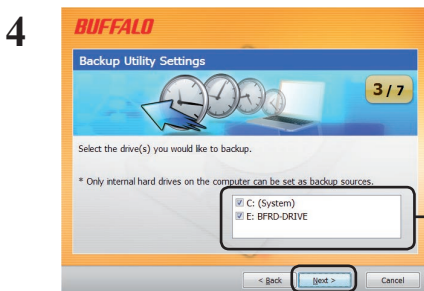 4
BUFFALO
Backup Utility Settings
3 / 7
Select the drive(s) you would like to backup.
* Only internal hard drives on the computer can be set as backup sources.
C: (System)
E: BFRD-DRIVE
< Back
Next >
Cancel